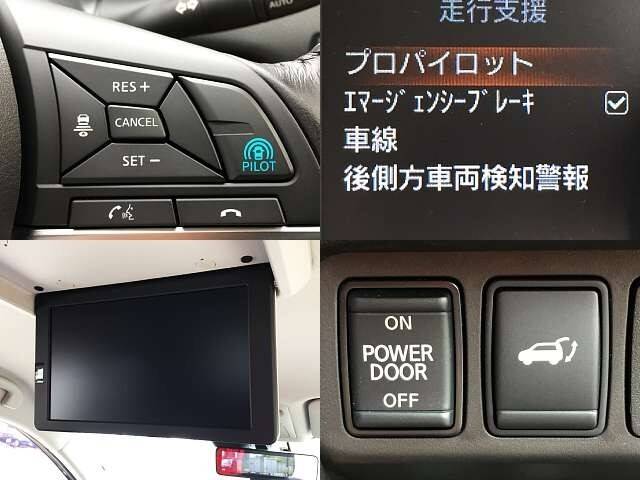 AUTO
RES +
CANCEL
SET −
PILOT
走行支援
プロパイロット
ｴﾏｰｼﾞｪﾝｼｰﾌﾞﾚｰｷ
車線
後側方車両検知警報
ON
POWER
DOOR
OFF